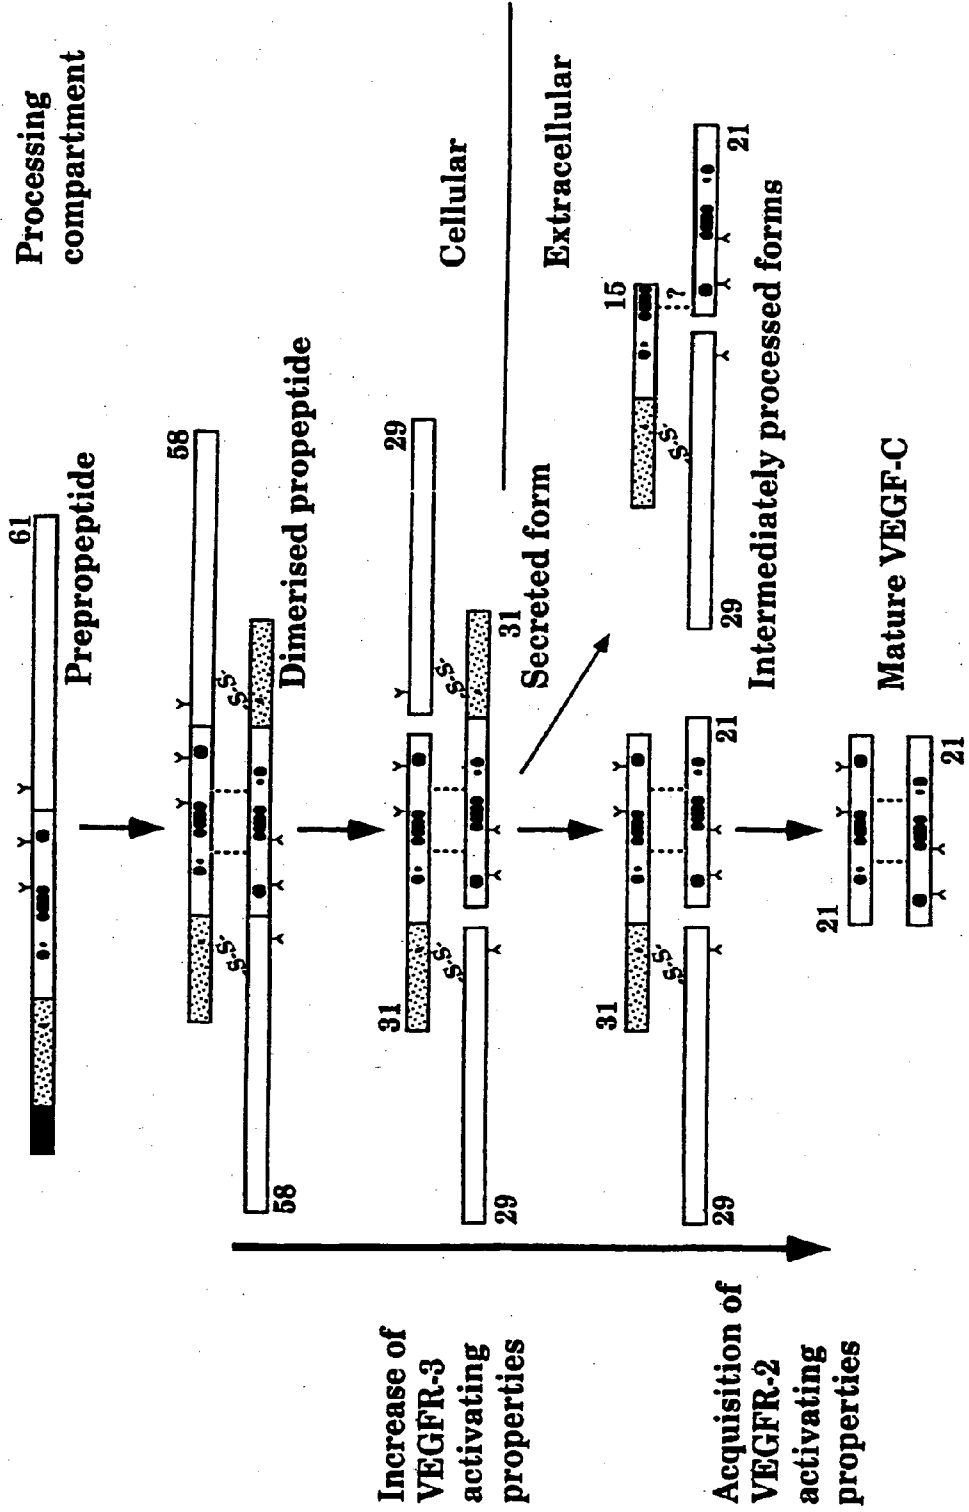 Processing
compartment
61
Prepropeptide
58
S-S
S-S
58
Dimerised propeptide
Cellular
Extracellular
29
31
S-S
S-S
29
31
Secreted form
31
S-S
29
21
15
?
S-S
29
21
Intermediately processed forms
21
21
Mature VEGF-C
Increase of
VEGFR-3
activating
properties
Acquisition of
VEGFR-2
activating
properties